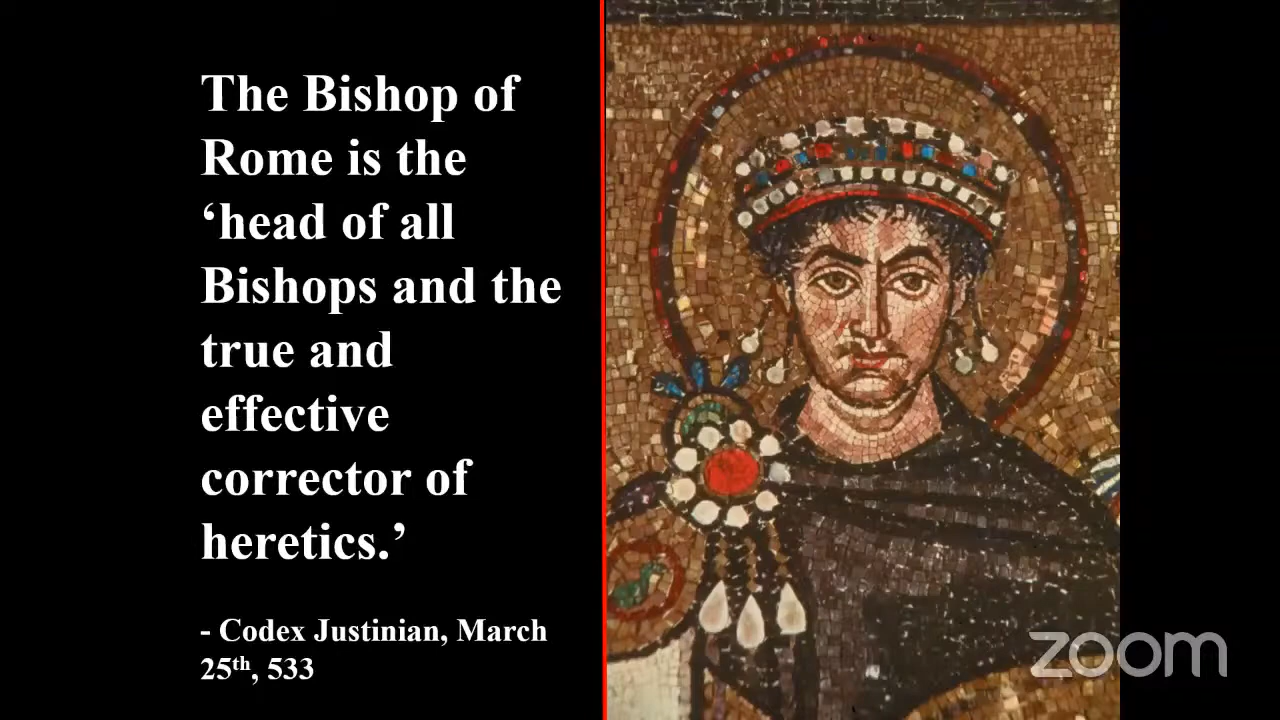 The Bishop of
Rome is the
‘head of all
Bishops and the
true and
effective
corrector of
heretics.’
- Codex Justinian, March
25th, 533
zoom